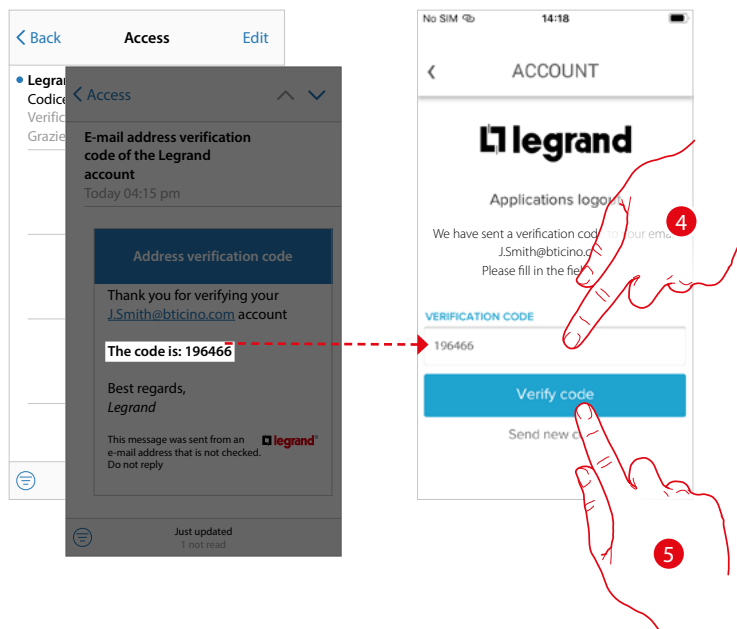 Back Access Edit
Legra
Codice
Verific
Grazie
Access
E-mail address verification
code of the Legrand
account
Today 04:15 pm
Address verification code
Thank you for verifying your
J.Smith@bticino.com account
The code is: 196466
Best regards,
Legrand
This message was sent from an
e-mail address that is not checked.
Do not reply
legrand®
Just updated
1 not read
No SIM 14:18
ACCOUNT
legrand
Applications logou
We have sent a verification cod to your ema
J.Smith@bticino.c
Please fill in the fiel
VERIFICATION CODE
196466
Verify code
Send new c
4
5